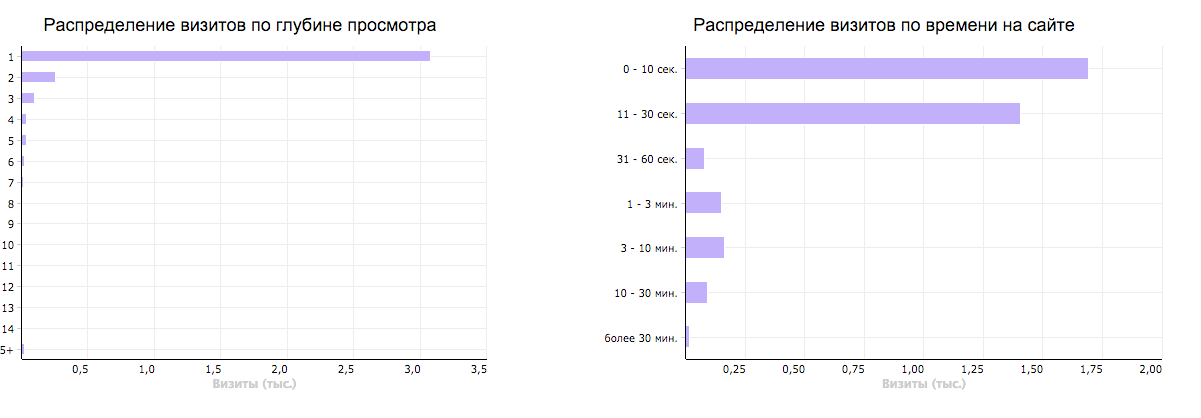 Распределение визитов по глубине просмотра
1
2
3
4
5
6
7
8
9
10
11
12
13
14
5+
0,5 1,0 1,5 2,0 2,5 3,0 3,5
Визиты (тыс.)
Распределение визитов по времени на сайте
0 - 10 сек.
11 - 30 сек.
31 - 60 сек.
1 - 3 мин.
3 - 10 мин.
10 - 30 мин.
более 30 мин.
0,25 0,50 0,75 1,00 1,25 1,50 1,75 2,00
Визиты (тыс.)